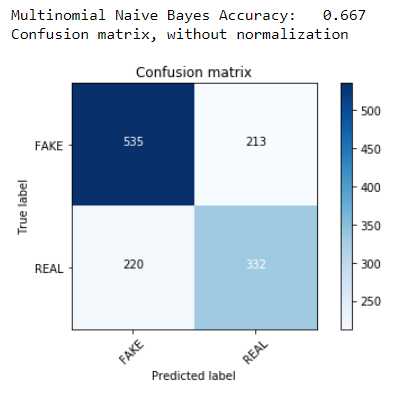 Multinomial Naive Bayes Accuracy:   0.667
Confusion matrix, without normalization
Confusion matrix
True label
FAKE
535
213
REAL
220
332
FAKE
REAL
Predicted label
500
450
400
350
300
250